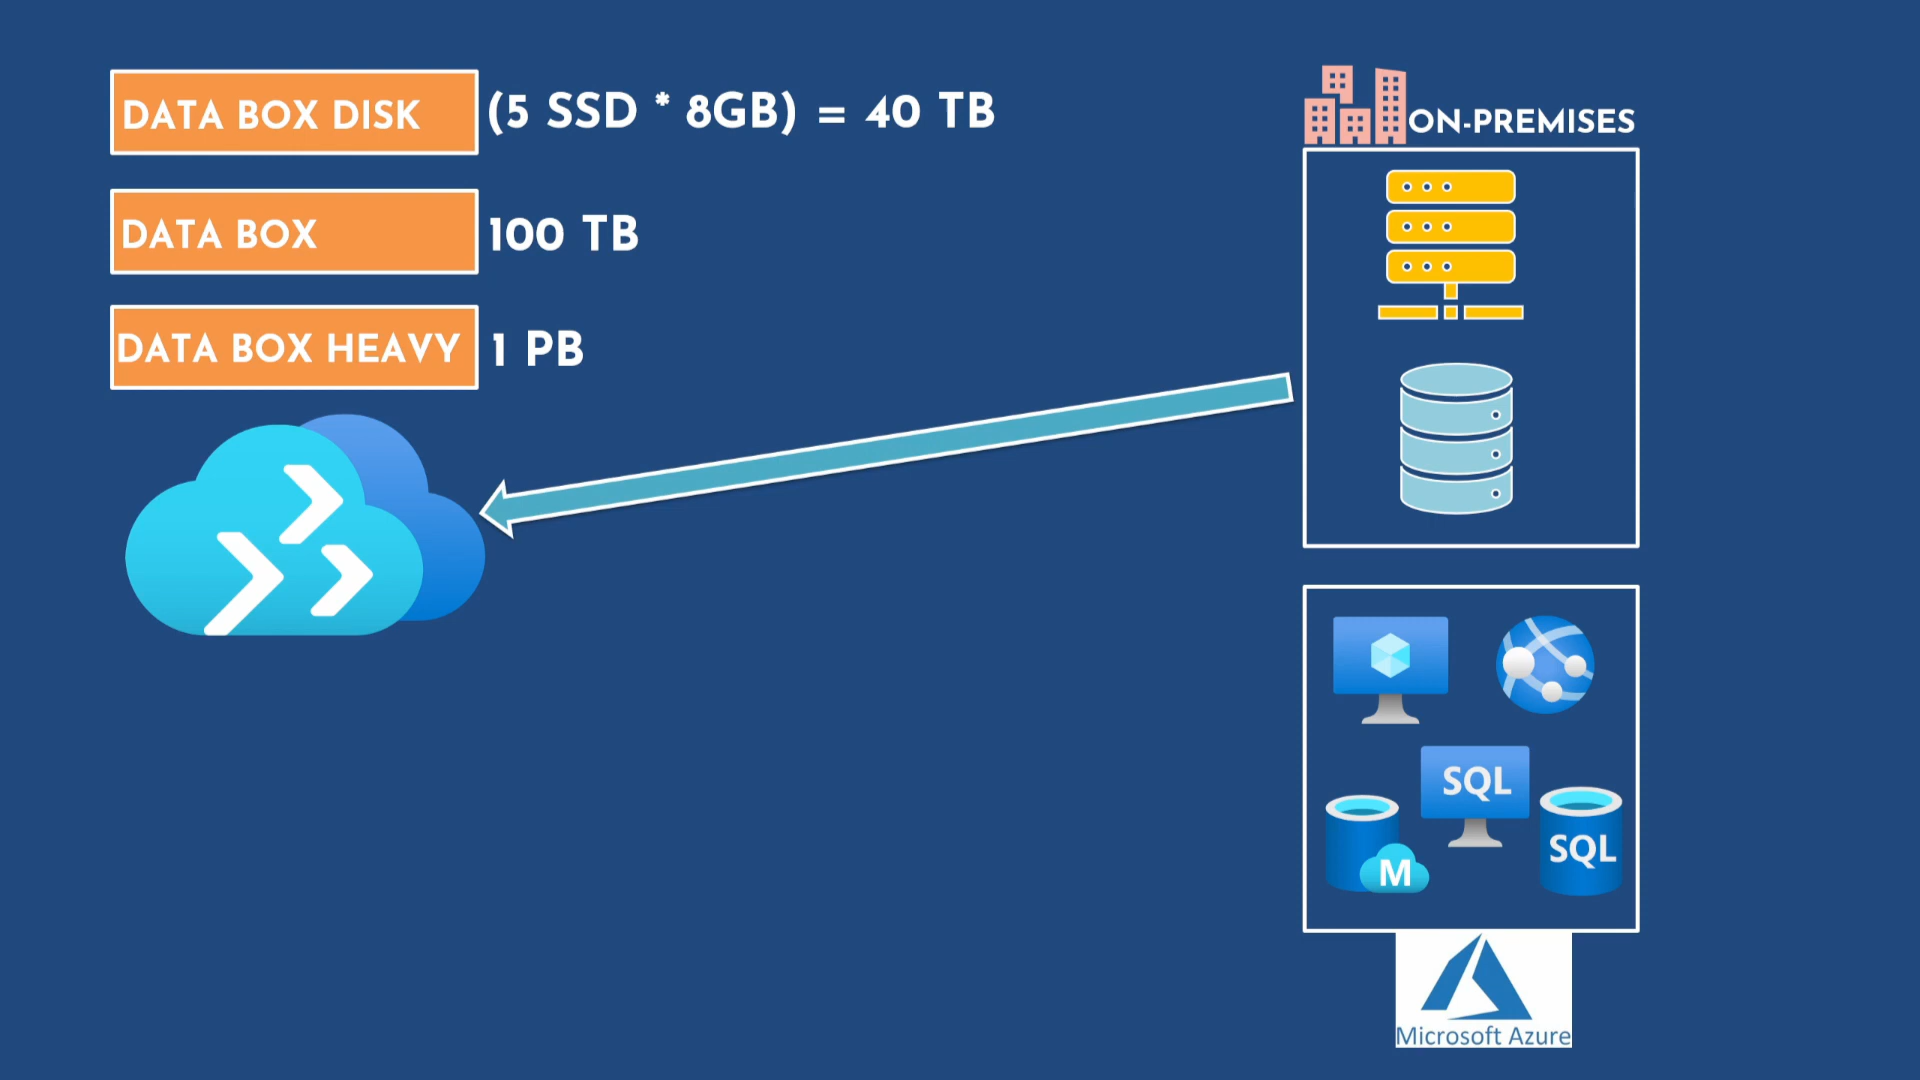 DATA BOX DISK (5 SSD * 8GB) = 40 TB
DATA BOX 100 TB
DATA BOX HEAVY 1 PB
ON-PREMISES
SQL
SQL
M
Microsoft Azure